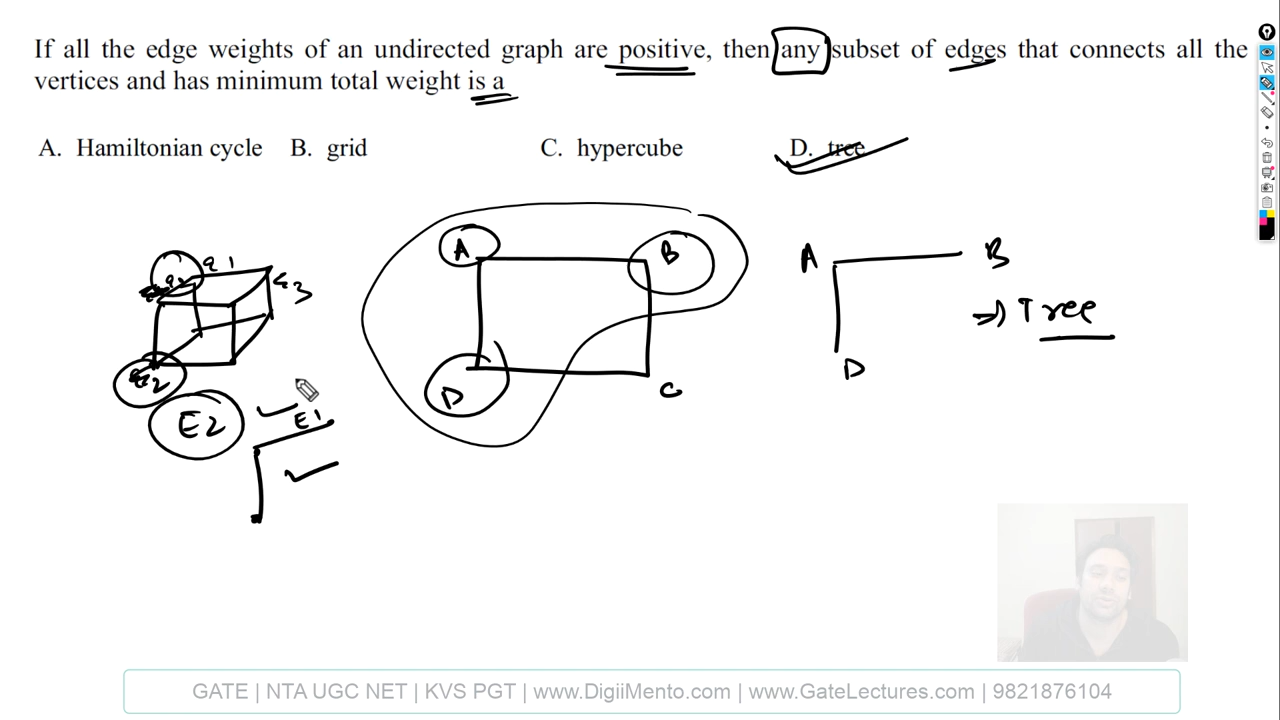 If all the edge weights of an undirected graph are positive, then any subset of edges that connects all the
vertices and has minimum total weight is a
A. Hamiltonian cycle B. grid C. hypercube D. tree
A B
D C
A B
D
⇒ Tree
E2
E1
GATE | NTA UGC NET | KVS PGT | www.DigiiMento.com | www.GateLectures.com | 9821876104